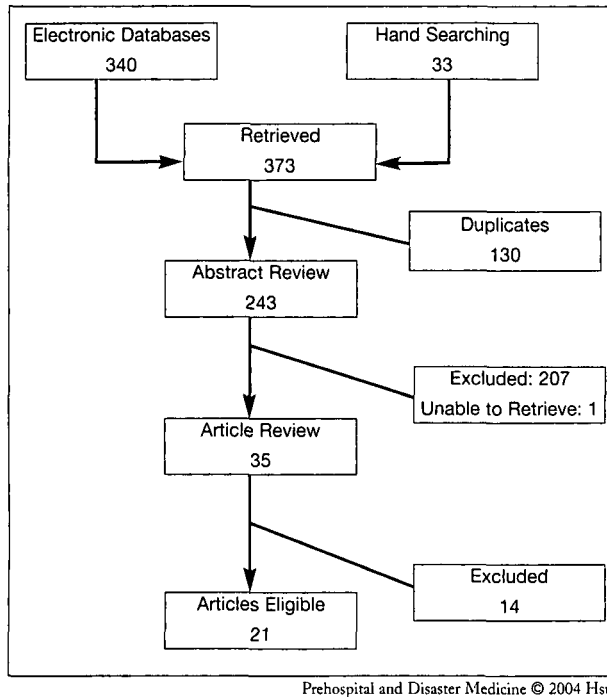 Electronic Databases
340
Hand Searching
33
Retrieved
373
Duplicates
130
Abstract Review
243
Excluded: 207
Unable to Retrieve: 1
Article Review
35
Excluded
14
Articles Eligible
21
Prehospital and Disaster Medicine © 2004